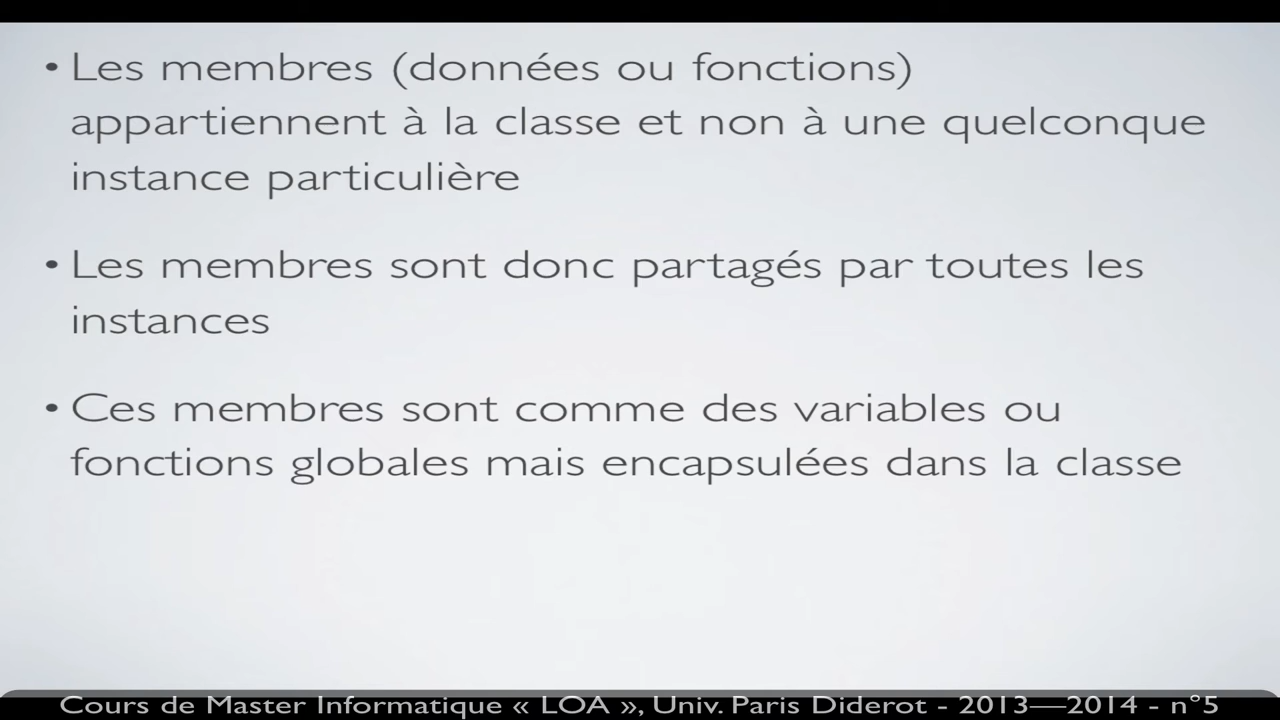 • Les membres (données ou fonctions)
appartiennent à la classe et non à une quelconque
instance particulière
• Les membres sont donc partagés par toutes les
instances
• Ces membres sont comme des variables ou
fonctions globales mais encapsulées dans la classe
Cours de Master Informatique « LOA », Univ. Paris Diderot - 2013—2014 - n°5